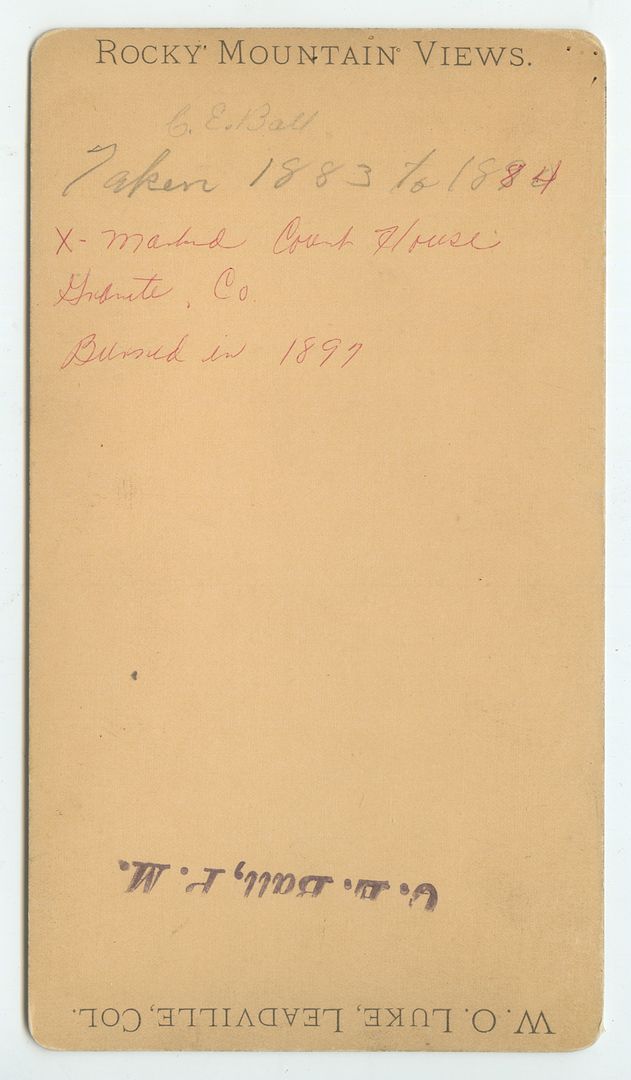 ROCKY MOUNTAIN VIEWS.
C. E. Ball
Taken 1883 to 1884
X - Marked Court House
Granite, Co.
Burned in 1897
C. E. Ball, P. M.
W. O. LUKE, LEADVILLE, COL.